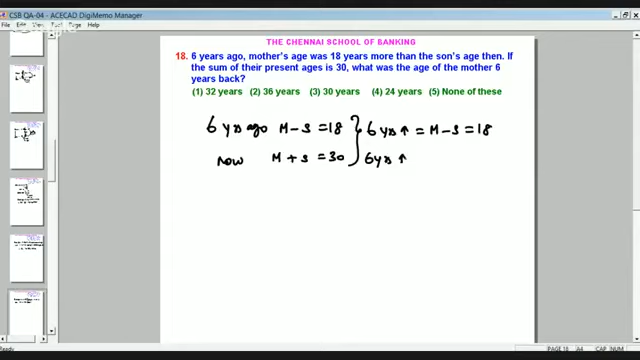 CSB QA-04 - ACECAD DigiMemo Manager
File
Edit
Tool
Page
Help
THE CHENNAI SCHOOL OF BANKING
18. 6 years ago, mother's age was 18 years more than the son's age then. If
the sum of their present ages is 30, what was the age of the mother 6
years back?
(1) 32 years (2) 36 years (3) 30 years (4) 24 years (5) None of these
6 yrs ago M - S = 18 } 6 yrs ↑ = M - S = 18
now M + S = 30 } 6 yrs ↑
Ready
PAGE 18 A4 CAP NUM